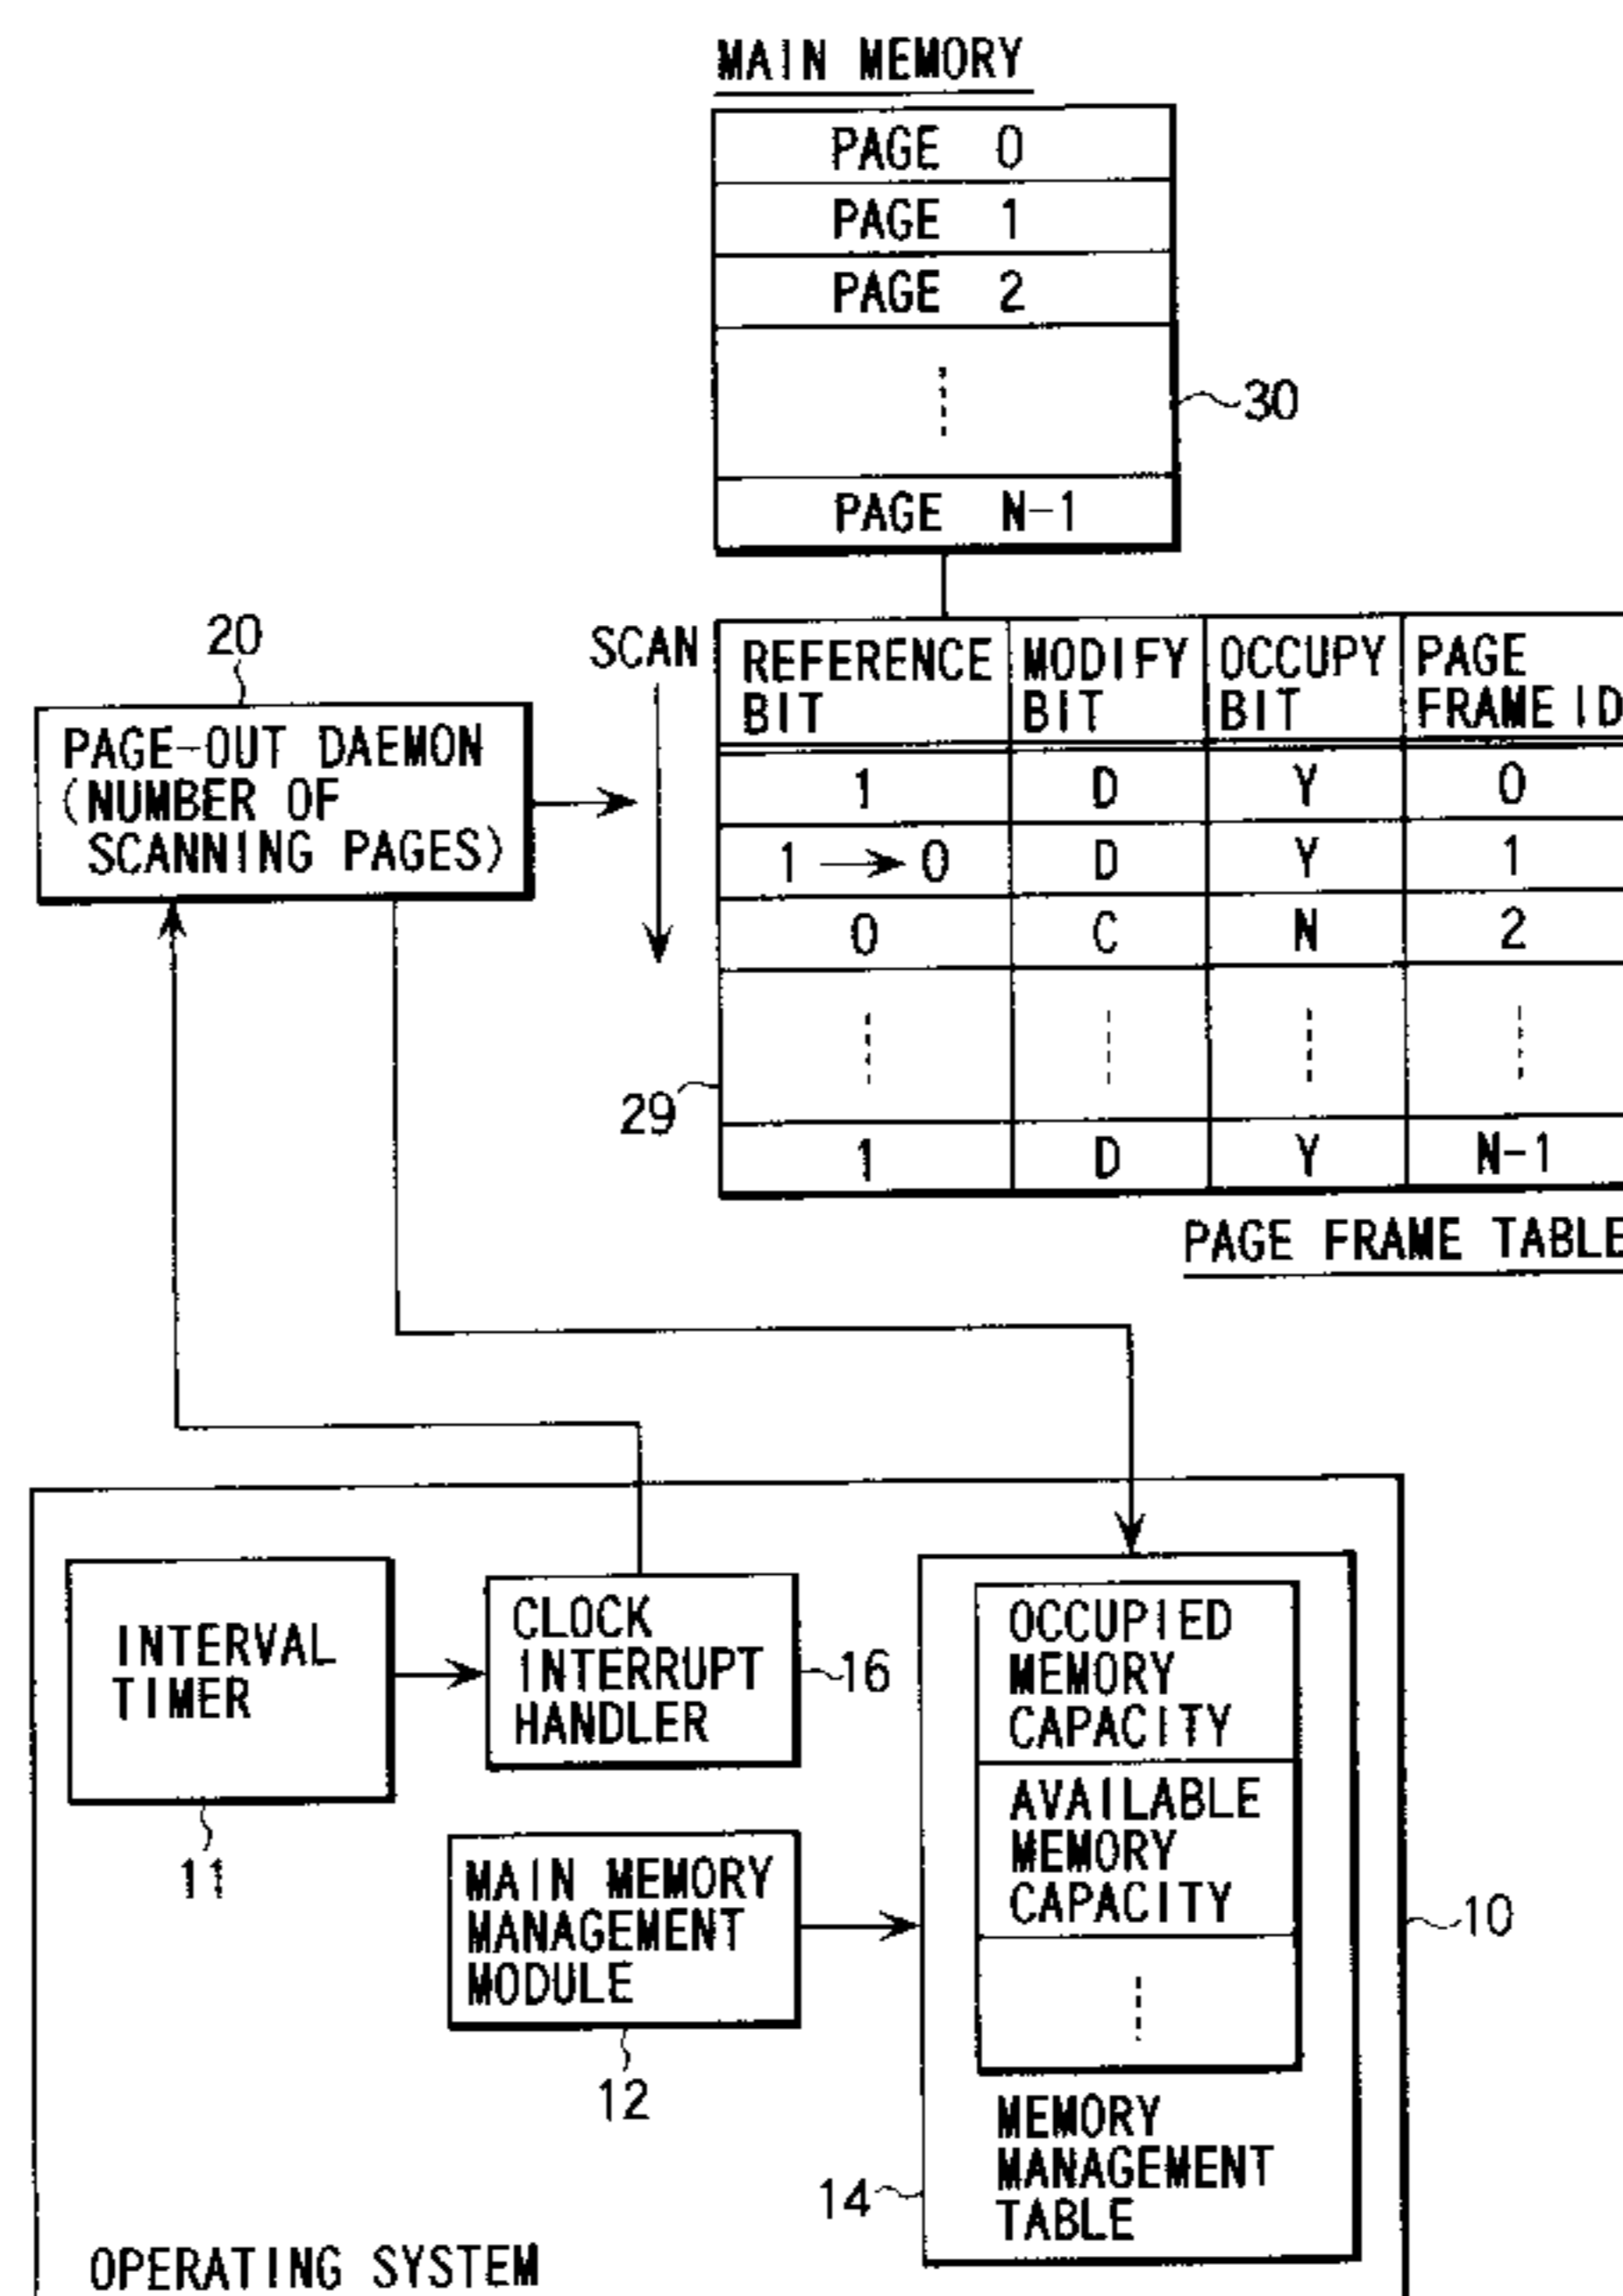 MAIN MEMORY
PAGE 0
PAGE 1
PAGE 2
30
PAGE N-1
20
SCAN
REFERENCE BIT
MODIFY BIT
OCCUPY BIT
PAGE FRAME ID
PAGE-OUT DAEMON
(NUMBER OF
SCANNING PAGES)
1 D Y 0
1 → 0 D Y 1
0 C N 2
29
1 D Y N-1
PAGE FRAME TABLE
INTERVAL
TIMER
11
CLOCK
INTERRUPT
HANDLER
16
OCCUPIED
MEMORY
CAPACITY
AVAILABLE
MEMORY
CAPACITY
MAIN MEMORY
MANAGEMENT
MODULE
12
10
MEMORY
MANAGEMENT
TABLE
14
OPERATING SYSTEM